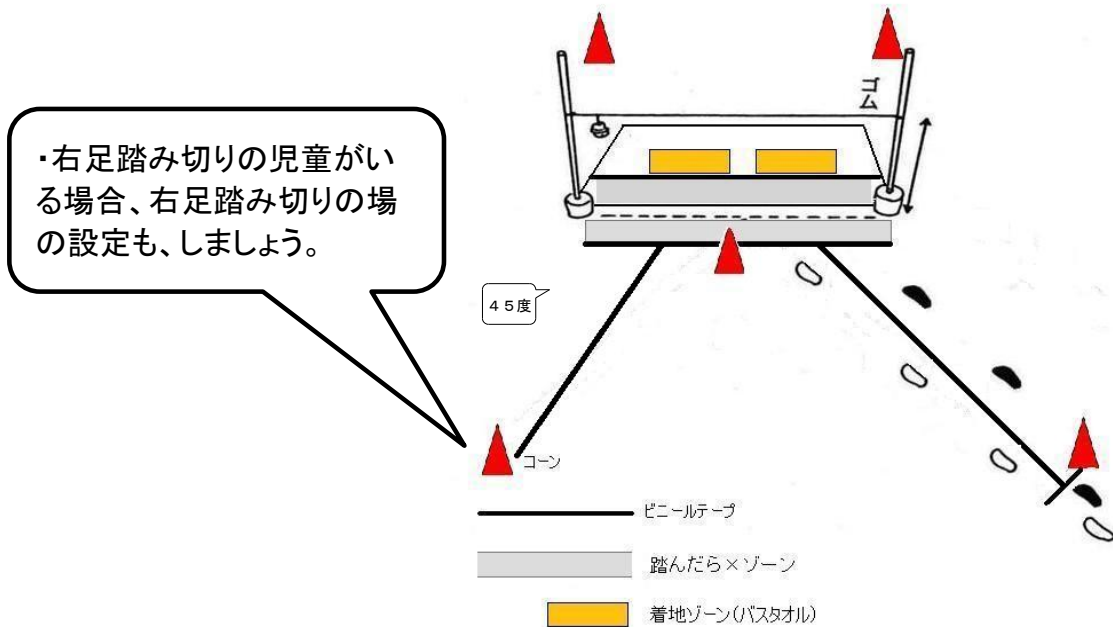 ゴム
・右足踏み切りの児童がい
る場合、右足踏み切りの場
の設定も、しましょう。
45度
コーン
ビニールテープ
踏んだら×ゾーン
着地ゾーン(バスタオル)